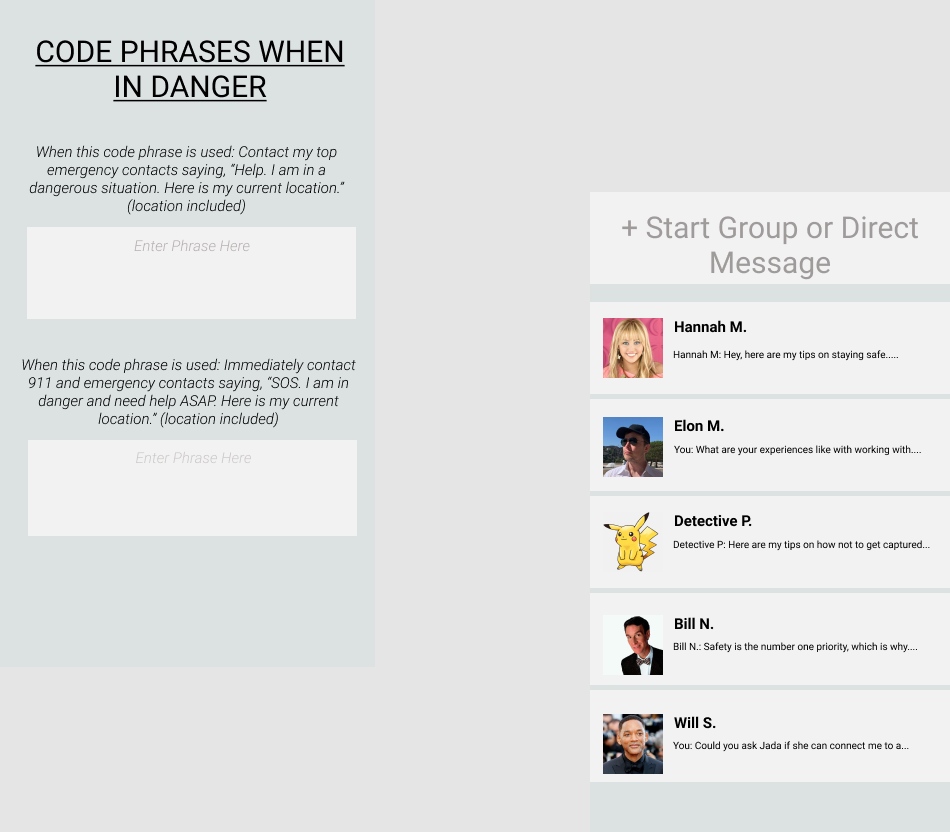 CODE PHRASES WHEN
IN DANGER
When this code phrase is used: Contact my top
emergency contacts saying, “Help. I am in a
dangerous situation. Here is my current location.”
(location included)
Enter Phrase Here
When this code phrase is used: Immediately contact
911 and emergency contacts saying, “SOS. I am in
danger and need help ASAP. Here is my current
location.” (location included)
Enter Phrase Here
+ Start Group or Direct
Message
Hannah M.
Hannah M: Hey, here are my tips on staying safe.....
Elon M.
You: What are your experiences like with working with....
Detective P.
Detective P: Here are my tips on how not to get captured...
Bill N.
Bill N.: Safety is the number one priority, which is why....
Will S.
You: Could you ask Jada if she can connect me to a...